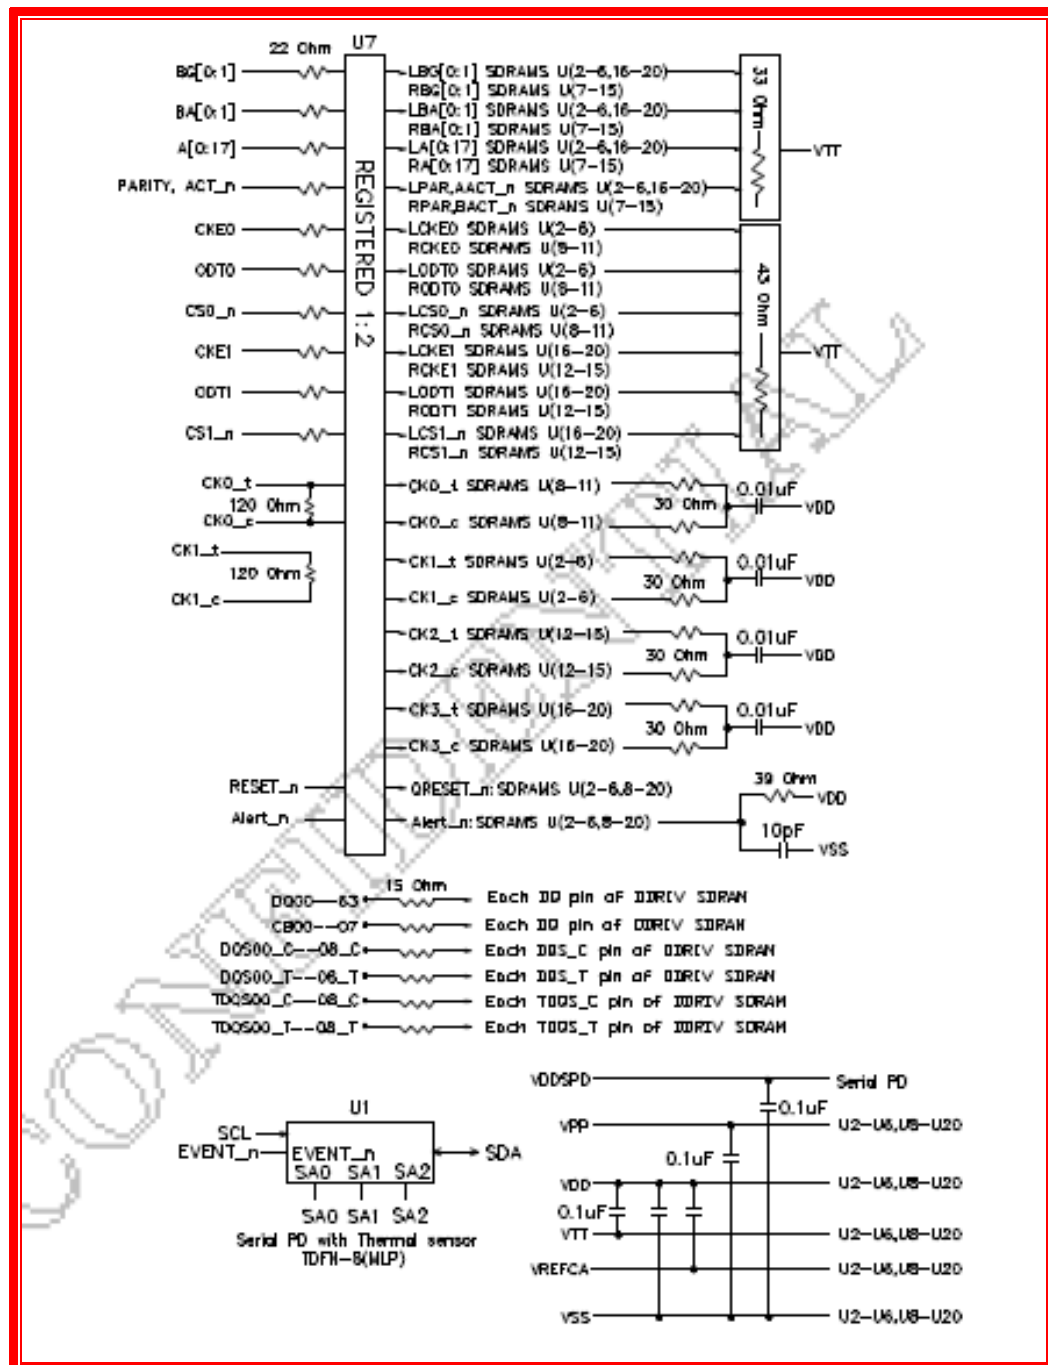 22 Ohm
U7
BG[0:1]
LBG[0:1] SDRAMS U(2-6,16-20)
RBG[0:1] SDRAMS U(7-15)
BA[0:1]
LBA[0:1] SDRAMS U(2-6,16-20)
RBA[0:1] SDRAMS U(7-15)
A[0:17]
LA[0:17] SDRAMS U(2-6,16-20)
RA[0:17] SDRAMS U(7-15)
PARITY, ACT_n
LPAR,AACT_n SDRAMS U(2-6,16-20)
RPAR,BACT_n SDRAMS U(7-15)
33 Ohm
VTT
REGISTERED 1:2
CKE0
LCKE0 SDRAMS U(2-6)
RCKE0 SDRAMS U(8-11)
ODT0
LODT0 SDRAMS U(2-6)
RODT0 SDRAMS U(8-11)
CS0_n
LCS0_n SDRAMS U(2-6)
RCS0_n SDRAMS U(8-11)
CKE1
LCKE1 SDRAMS U(16-20)
RCKE1 SDRAMS U(12-15)
ODT1
LODT1 SDRAMS U(16-20)
RODT1 SDRAMS U(12-15)
CS1_n
LCS1_n SDRAMS U(16-20)
RCS1_n SDRAMS U(12-15)
43 Ohm
VTT
CK0_t
120 Ohm
CK0_c
CK0_t SDRAMS U(8-11)
30 Ohm
0.01uF
VDD
CK0_c SDRAMS U(8-11)
CK1_t
120 Ohm
CK1_c
CK1_t SDRAMS U(2-6)
30 Ohm
0.01uF
VDD
CK1_c SDRAMS U(2-6)
CK2_t SDRAMS U(12-15)
30 Ohm
0.01uF
VDD
CK2_c SDRAMS U(12-15)
CK3_t SDRAMS U(16-20)
30 Ohm
0.01uF
VDD
CK3_c SDRAMS U(16-20)
RESET_n
QRESET_n: SDRAMS U(2-6,8-20)
Alert_n
Alert_n: SDRAMS U(2-6,8-20)
39 Ohm
VDD
10pF
VSS
15 Ohm
DQ00--63
Each DQ pin of DDRIV SDRAM
CB00--07
Each DQ pin of DDRIV SDRAM
DQS00_C--08_C
Each DQS_C pin of DDRIV SDRAM
DQS00_T--08_T
Each DQS_T pin of DDRIV SDRAM
TDQS00_C--08_C
Each TDQS_C pin of DDRIV SDRAM
TDQS00_T--08_T
Each TDQS_T pin of DDRIV SDRAM
U1
SCL
EVENT_n
EVENT_n
SA0 SA1 SA2
SDA
SA0 SA1 SA2
Serial PD with Thermal sensor
TDFN-8(WLP)
VDDSPD
Serial PD
0.1uF
VPP
U2-U6,U8-U20
0.1uF
VDD
U2-U6,U8-U20
0.1uF
VTT
U2-U6,U8-U20
VREFCA
U2-U6,U8-U20
VSS
U2-U6,U8-U20
CONFIDENTIAL